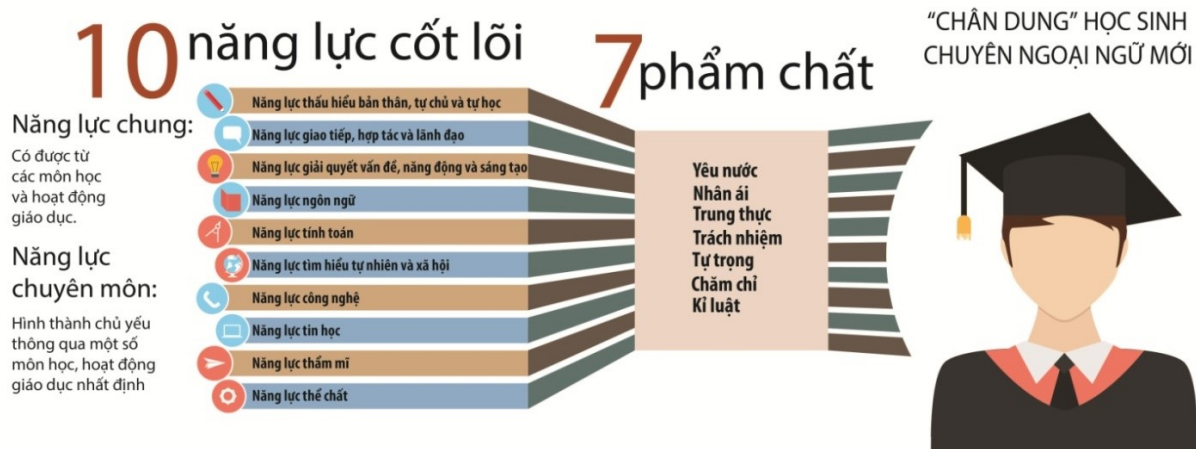 10 năng lực cốt lõi
Năng lực chung:
Có được từ
các môn học
và hoạt động
giáo dục.
Năng lực
chuyên môn:
Hình thành chủ yếu
thông qua một số
môn học, hoạt động
giáo dục nhất định
Năng lực thấu hiểu bản thân, tự chủ và tự học
Năng lực giao tiếp, hợp tác và lãnh đạo
Năng lực giải quyết vấn đề, năng động và sáng tạo
Năng lực ngôn ngữ
Năng lực tính toán
Năng lực tìm hiểu tự nhiên và xã hội
Năng lực công nghệ
Năng lực tin học
Năng lực thẩm mĩ
Năng lực thể chất
7 phẩm chất
Yêu nước
Nhân ái
Trung thực
Trách nhiệm
Tự trọng
Chăm chỉ
Kỉ luật
“CHÂN DUNG” HỌC SINH
CHUYÊN NGOẠI NGỮ MỚI